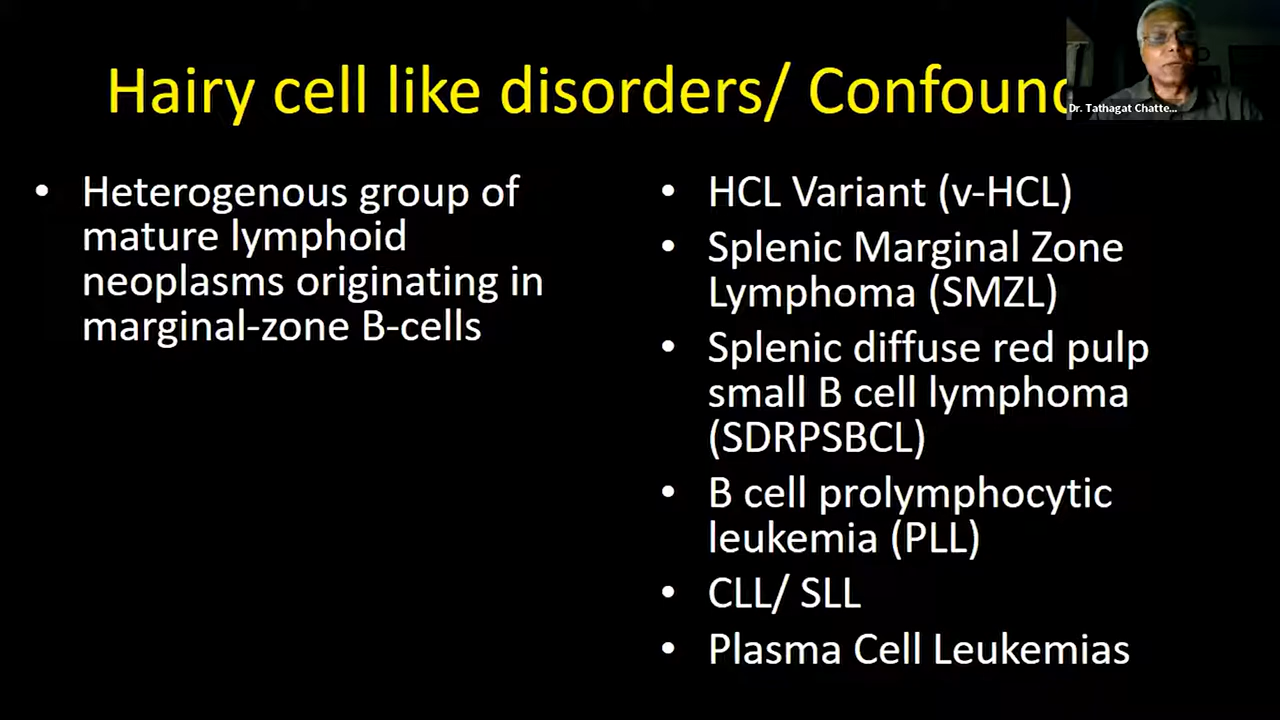 Hairy cell like disorders/ Confound
Dr. Tathagat Chatte...
• Heterogenous group of
mature lymphoid
neoplasms originating in
marginal-zone B-cells
• HCL Variant (v-HCL)
• Splenic Marginal Zone
Lymphoma (SMZL)
• Splenic diffuse red pulp
small B cell lymphoma
(SDRPSBCL)
• B cell prolymphocytic
leukemia (PLL)
• CLL/ SLL
• Plasma Cell Leukemias